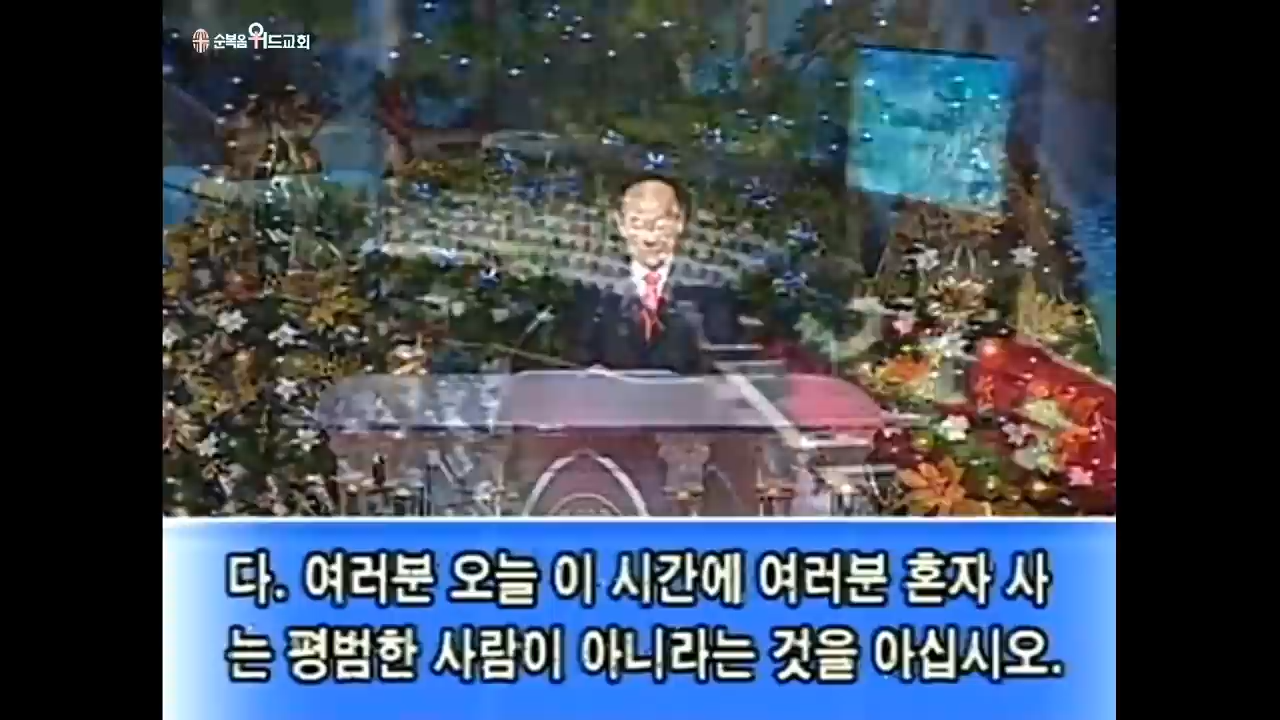 순복음위드교회
다. 여러분 오늘 이 시간에 여러분 혼자 사
는 평범한 사람이 아니라는 것을 아십시오.